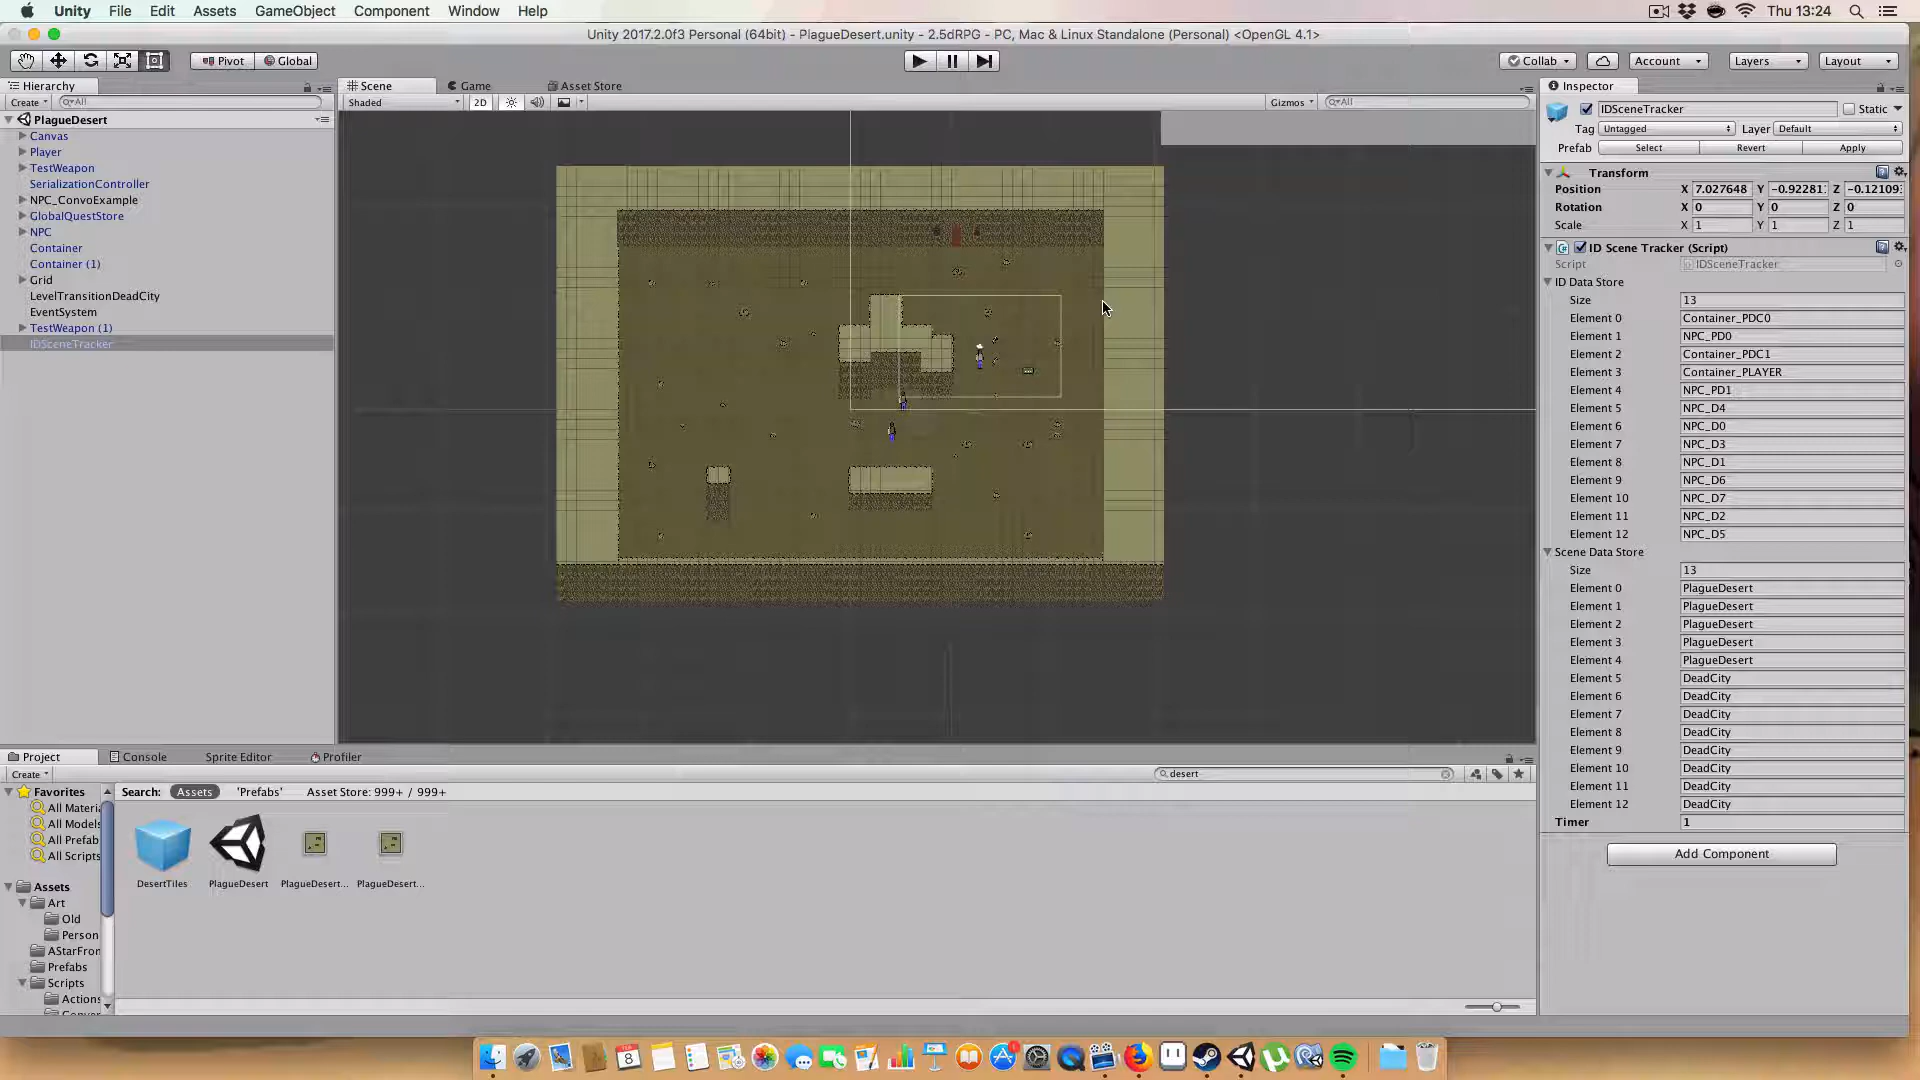 Unity File Edit Assets GameObject Component Window Help Thu 13:24
Unity 2017.2.0f3 Personal (64bit) - PlagueDesert.unity - 2.5dRPG - PC, Mac & Linux Standalone (Personal) <OpenGL 4.1>
Pivot Global Collab Account Layers Layout
Hierarchy Scene Game Asset Store Inspector
Create All Shaded 2D Gizmos All
IDSceneTracker Static
PlagueDesert
Tag Untagged Layer Default
Canvas
Prefab Select Revert Apply
Player
TestWeapon
Transform
SerializationController
Position X 7.027648 Y -0.92281 Z -0.12109
NPC_ConvoExample
Rotation X 0 Y 0 Z 0
GlobalQuestStore
Scale X 1 Y 1 Z 1
NPC
Container
ID Scene Tracker (Script)
Container (1)
Script IDSceneTracker
Grid
ID Data Store
LevelTransitionDeadCity
Size 13
EventSystem
Element 0 Container_PDC0
TestWeapon (1)
Element 1 NPC_PD0
IDSceneTracker
Element 2 Container_PDC1
Element 3 Container_PLAYER
Element 4 NPC_PD1
Element 5 NPC_D4
Element 6 NPC_D0
Element 7 NPC_D3
Element 8 NPC_D1
Element 9 NPC_D6
Element 10 NPC_D7
Element 11 NPC_D2
Element 12 NPC_D5
Scene Data Store
Size 13
Element 0 PlagueDesert
Element 1 PlagueDesert
Element 2 PlagueDesert
Element 3 PlagueDesert
Element 4 PlagueDesert
Element 5 DeadCity
Element 6 DeadCity
Element 7 DeadCity
Element 8 DeadCity
Element 9 DeadCity
Element 10 DeadCity
Element 11 DeadCity
Element 12 DeadCity
Timer 1
Add Component
Project Console Sprite Editor Profiler
Create desert
Favorites Search: Assets 'Prefabs' Asset Store: 999+ / 999+
All Materi
All Models
All Prefab
All Scripts
DesertTiles PlagueDesert PlagueDesert... PlagueDesert...
Assets
Art
Old
Person
AStarFron
Prefabs
Scripts
Actions
8